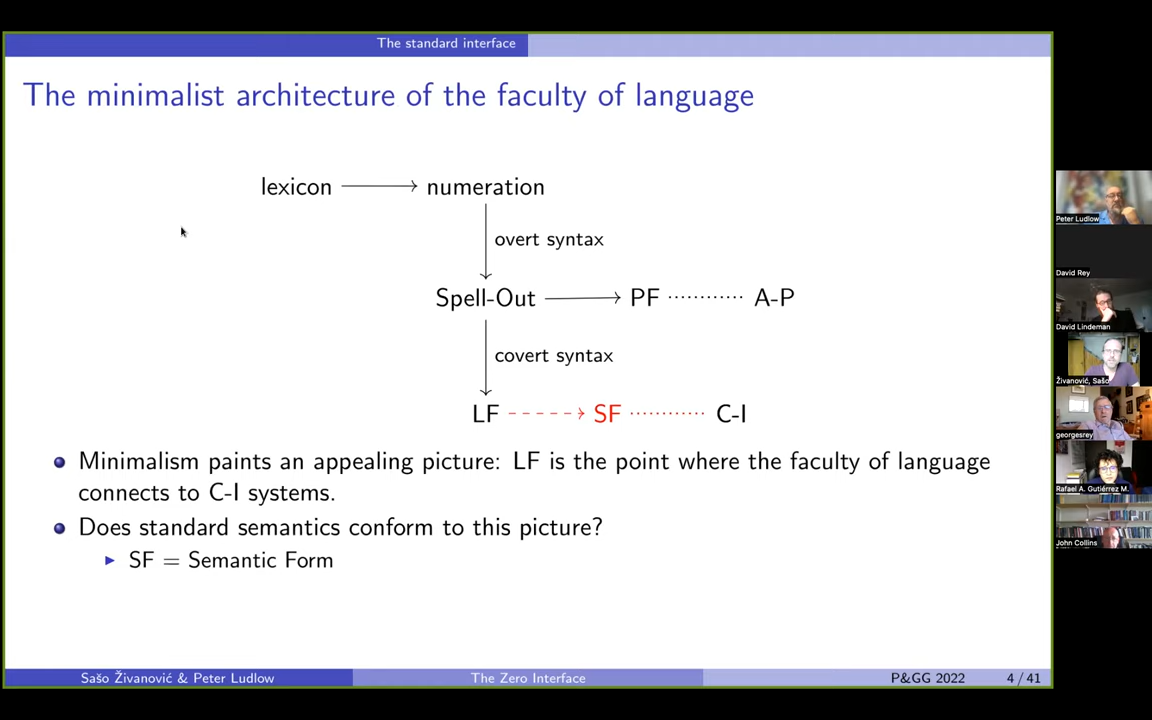 The standard interface
The minimalist architecture of the faculty of language
lexicon numeration
overt syntax
Spell-Out PF A-P
covert syntax
LF SF C-I
Minimalism paints an appealing picture: LF is the point where the faculty of language
connects to C-I systems.
Does standard semantics conform to this picture?
SF = Semantic Form
Sašo Živanović & Peter Ludlow The Zero Interface P&GG 2022 4 / 41
Peter Ludlow
David Rey
David Lindeman
Živanović, Sašo
georgesrey
Rafael A. Gutiérrez M.
John Collins